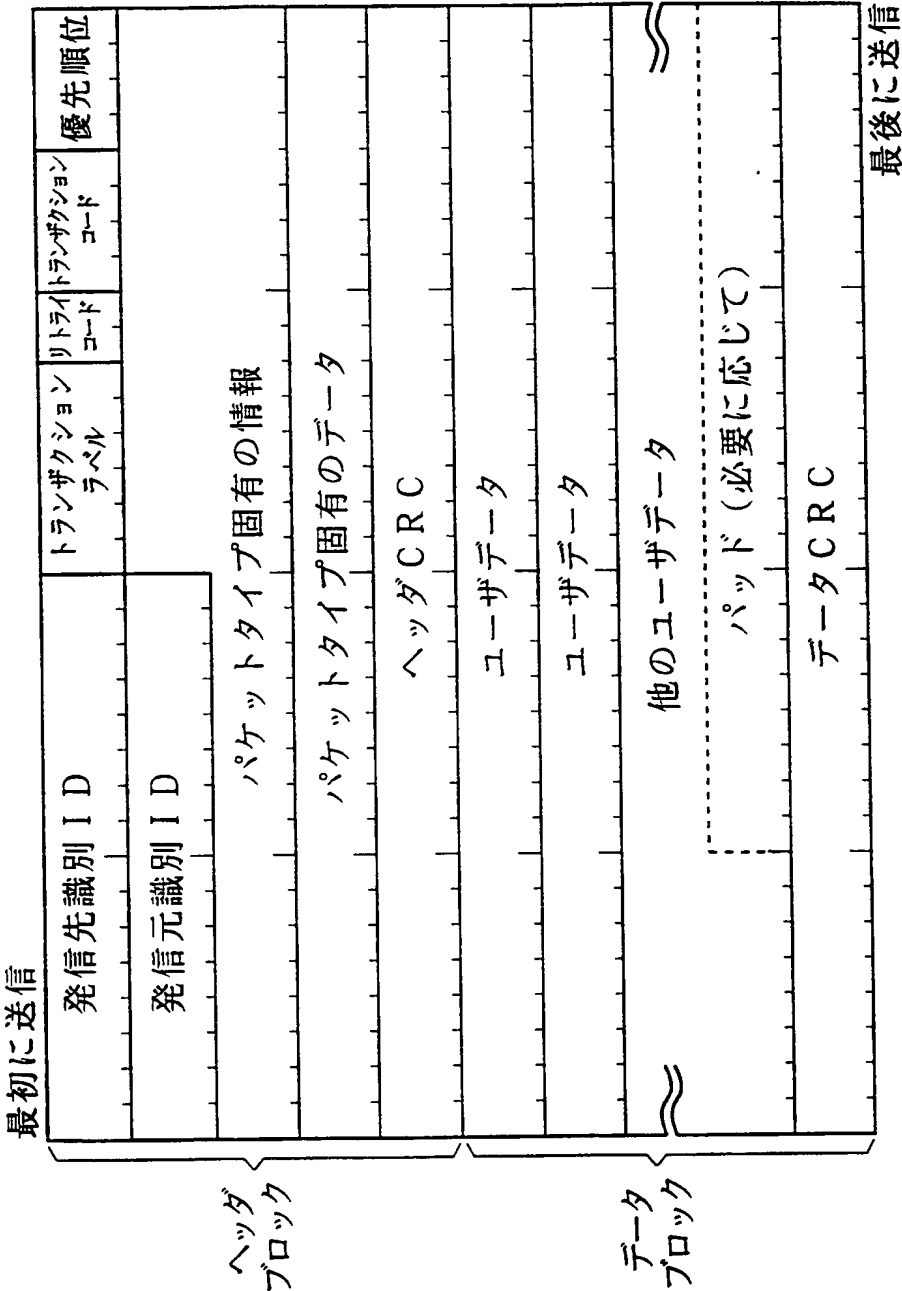 最初に送信
発信先識別ID
トランザクション
ラベル
リトライ
コード
トランザクション
コード
優先順位
発信元識別ID
パケットタイプ固有の情報
パケットタイプ固有のデータ
ヘッダCRC
ヘッダ
ブロック
ユーザデータ
ユーザデータ
他のユーザデータ
パッド(必要に応じて)
データCRC
データ
ブロック
最後に送信